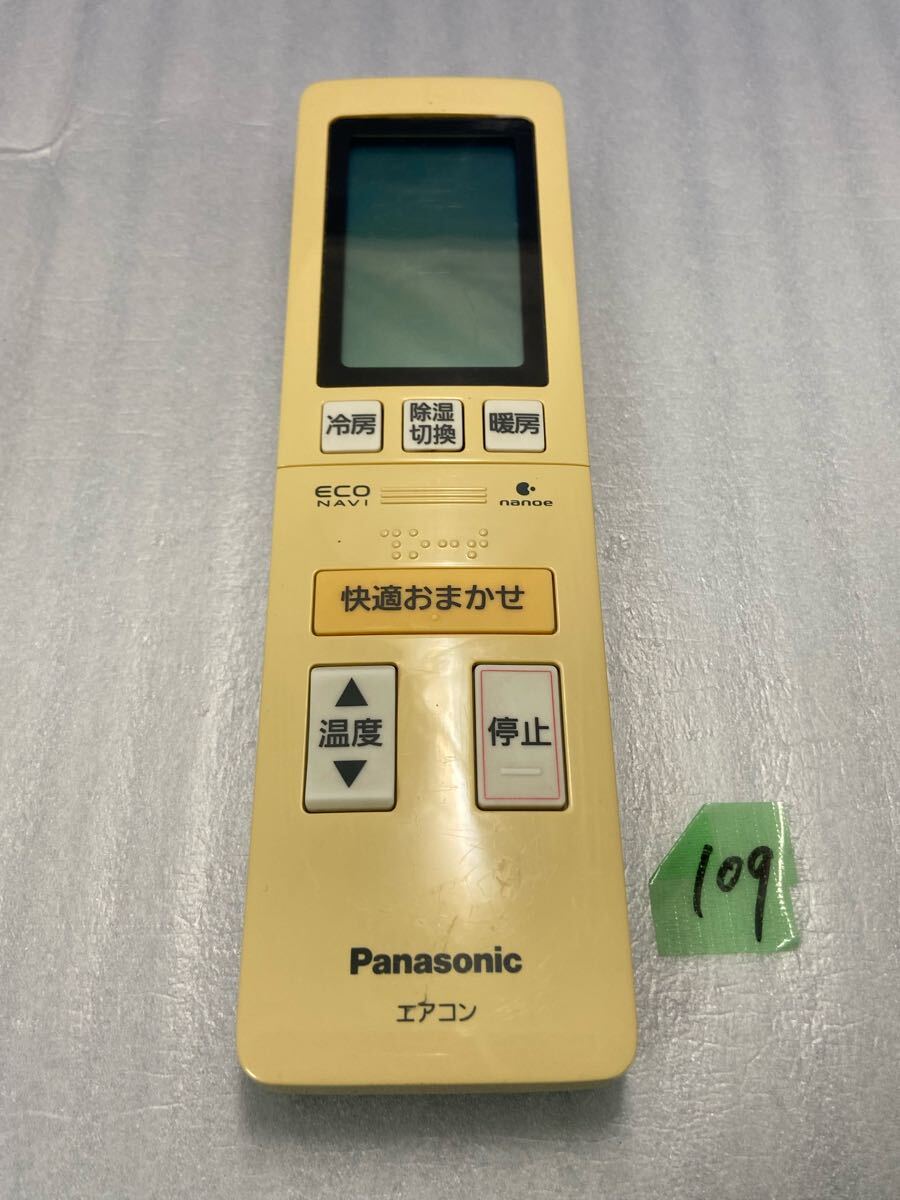 冷房
除湿
切換
暖房
ECO
NAVI
nanoe
快適おまかせ
温度
停止
109
Panasonic
エアコン